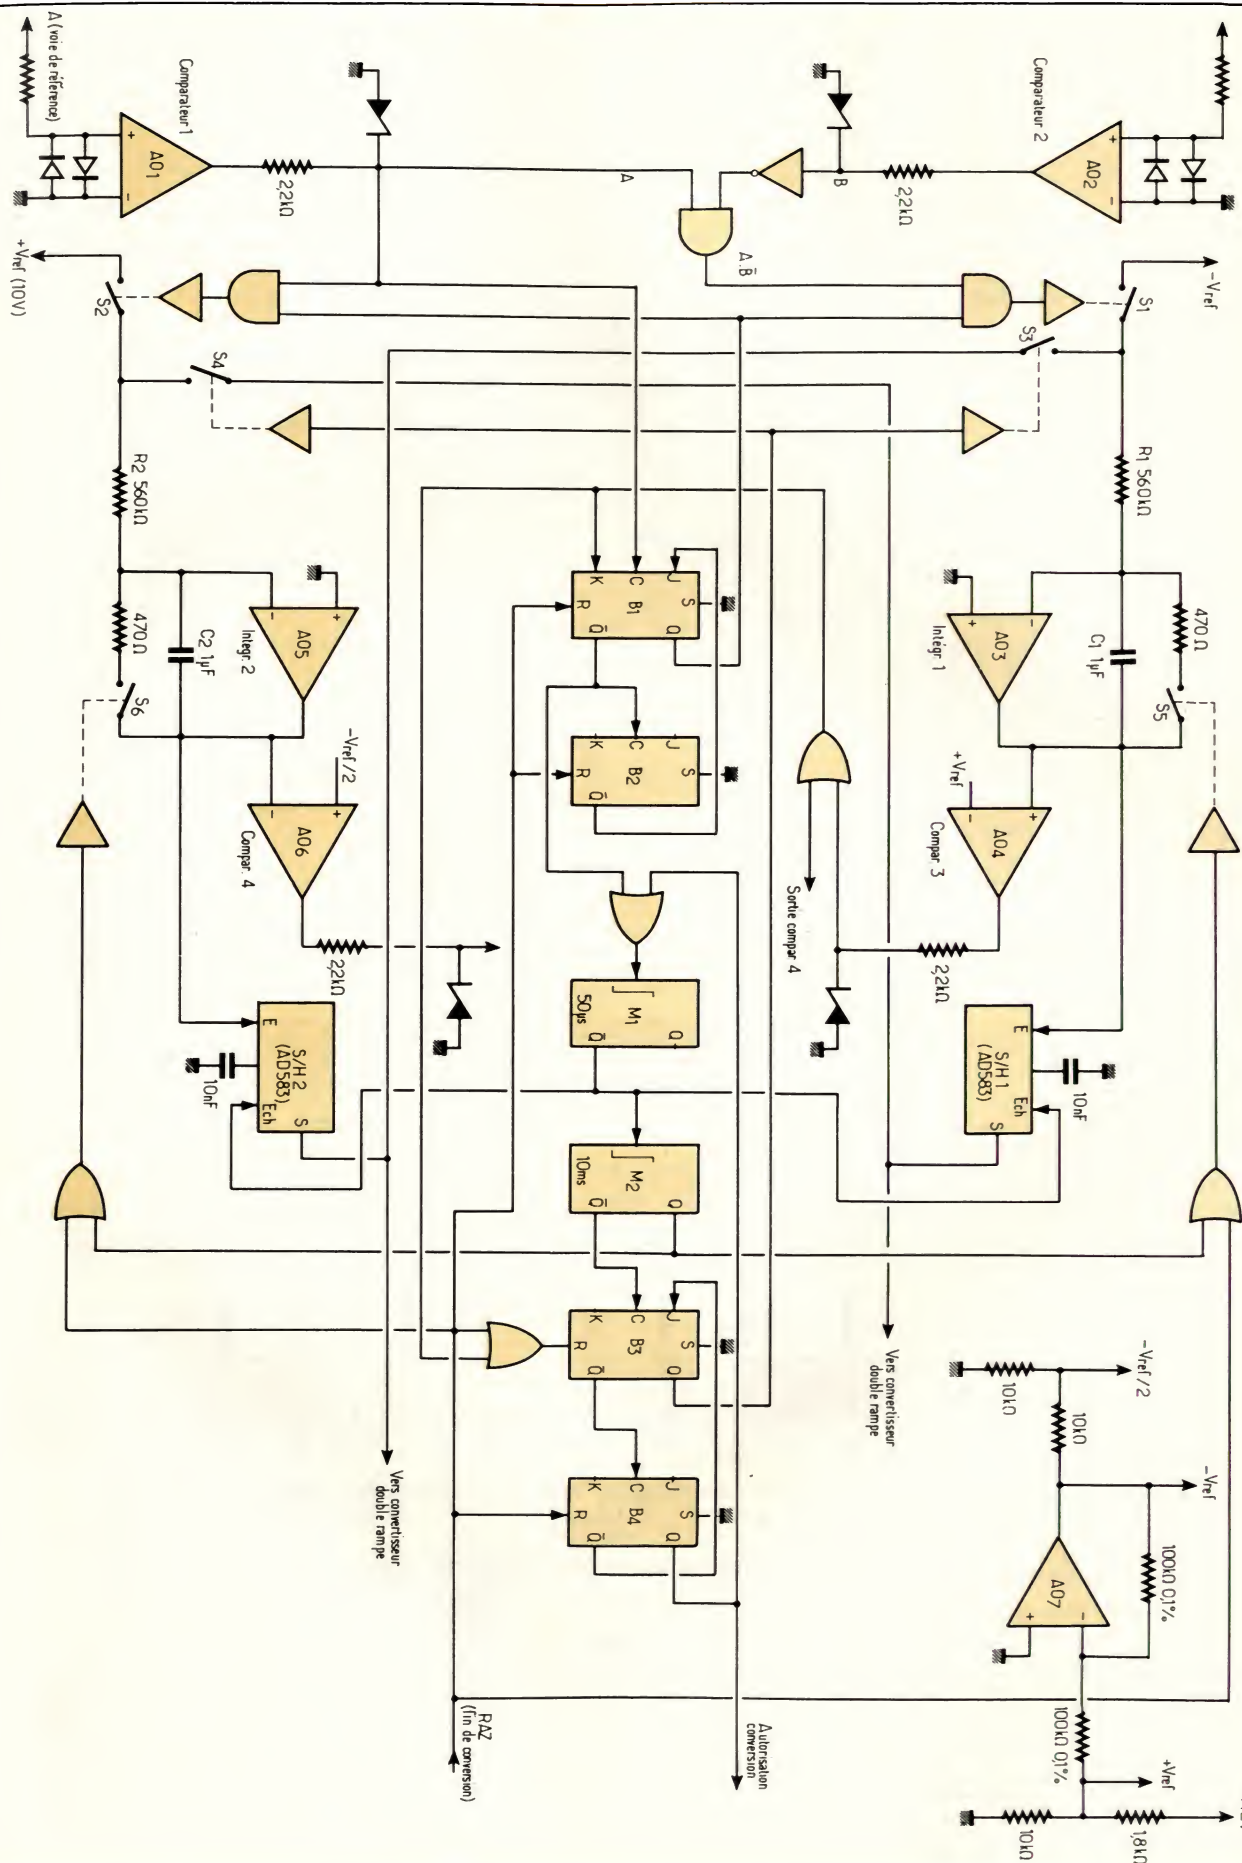 A (voie de référence)
Comparateur 1
+
-
AO1
2,2kΩ
A
B
2,2kΩ
Comparateur 2
+
-
AO2
A.B̄
+Vref (10V)
S2
S4
S3
S1
-Vref
R2 560kΩ
R1 560kΩ
470Ω
C2 1µF
S6
-
+
AO5
Intégr. 2
J
S
Q
C
B1
K
R
Q̄
-
+
AO3
Intégr. 1
C1 1µF
470Ω
S5
-Vref/2
-
+
AO6
Compar. 4
2,2kΩ
J
S
C
B2
K
R
Q̄
+Vref
-
+
AO4
Compar. 3
2,2kΩ
Sortie compar 4
E
S/H 2
(AD583)
Ech
S
10nF
M1
50µs
Q
Q̄
E
S/H 1
(AD583)
Ech
S
10nF
M2
10ms
Q
Q̄
J
S
Q
C
B3
K
R
Q̄
Vers convertisseur
double rampe
Vers convertisseur
double rampe
J
S
Q
C
B4
K
R
Q̄
-Vref/2
10kΩ
10kΩ
-Vref
100kΩ 0,1%
AO7
+
-
100kΩ 0,1%
+Vref
10kΩ
1,8kΩ
RAZ
(fin de conversion)
Autorisation
conversion